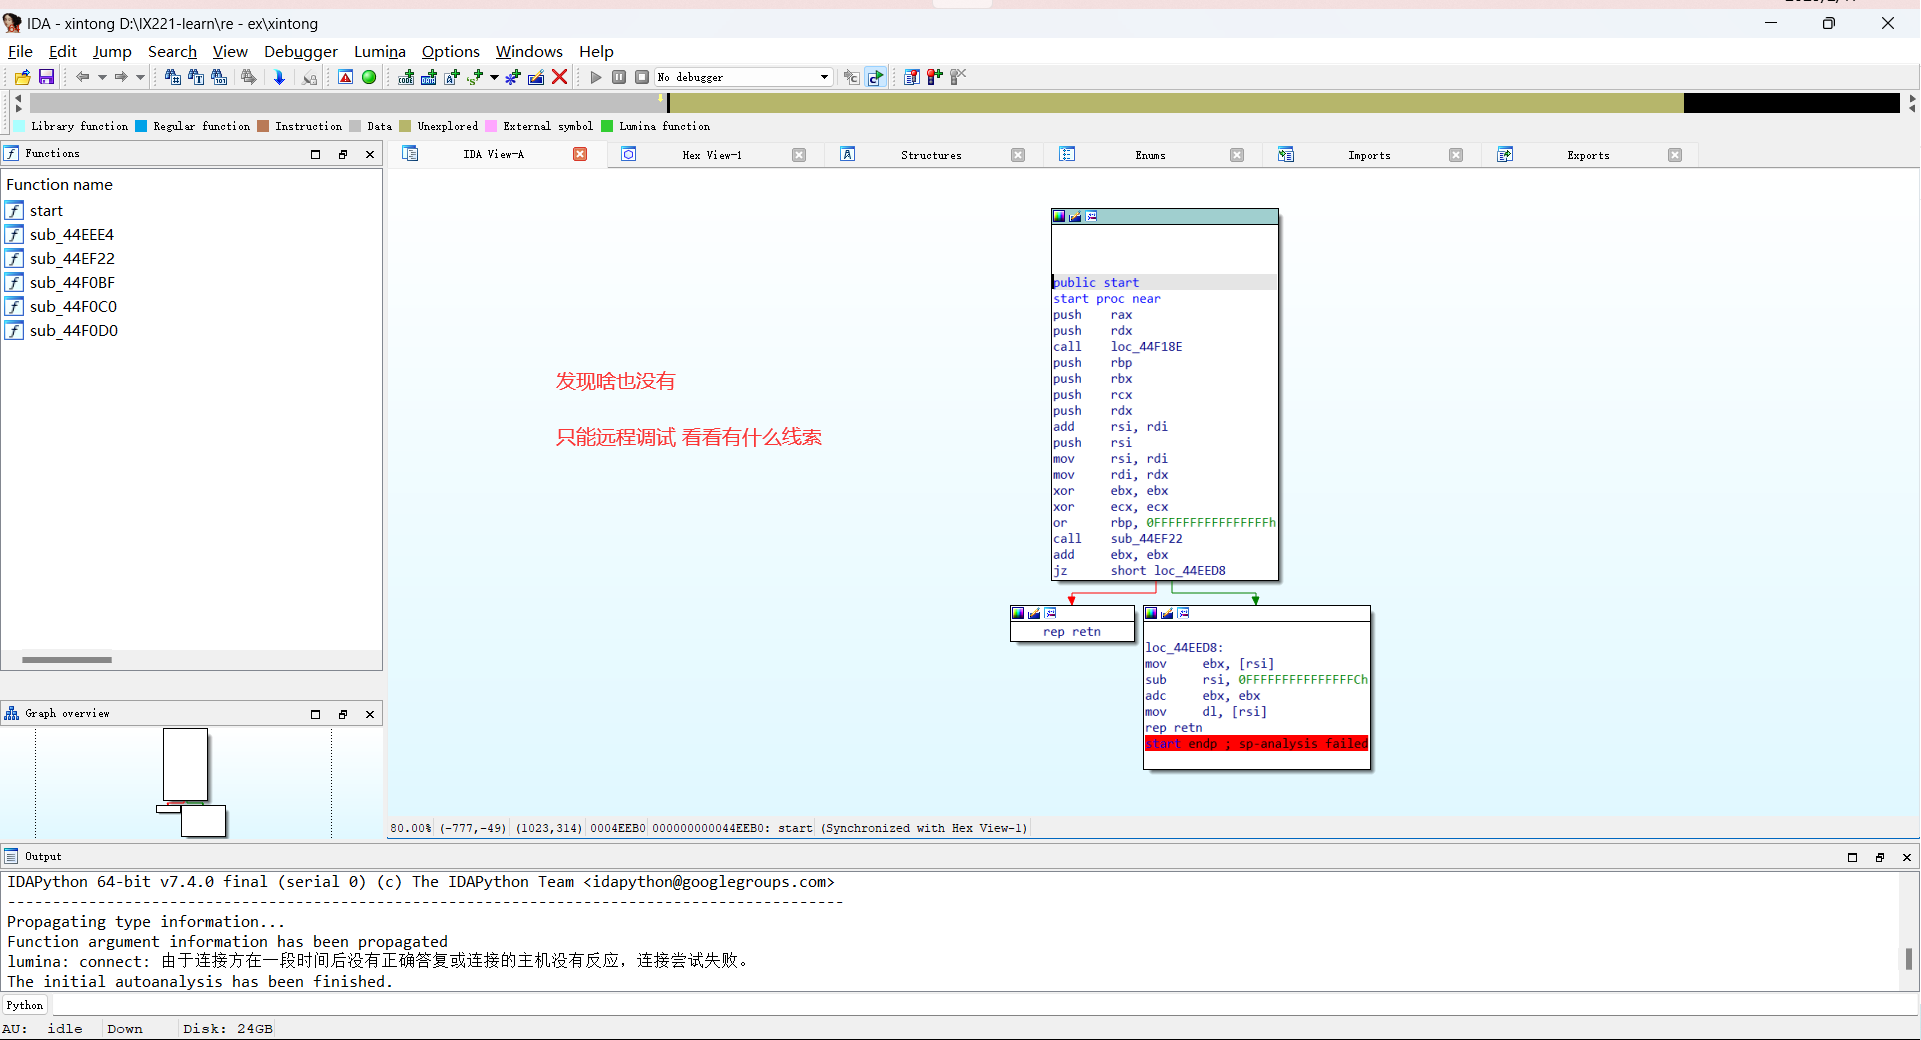 IDA - xintong D:\IX221-learn\re - ex\xintong
File Edit Jump Search View Debugger Lumina Options Windows Help
No debugger
Library function Regular function Instruction Data Unexplored External symbol Lumina function
Functions
Function name
start
sub_44EEE4
sub_44EF22
sub_44F0BF
sub_44F0C0
sub_44F0D0
Graph overview
IDA View-A Hex View-1 Structures Enums Imports Exports
发现啥也没有
只能远程调试 看看有什么线索
public start
start proc near
push rax
push rdx
call loc_44F18E
push rbp
push rbx
push rcx
push rdx
add rsi, rdi
push rsi
mov rsi, rdi
mov rdi, rdx
xor ebx, ebx
xor ecx, ecx
or rbp, 0FFFFFFFFFFFFFFFFh
call sub_44EF22
add ebx, ebx
jz short loc_44EED8
rep retn
loc_44EED8:
mov ebx, [rsi]
sub rsi, 0FFFFFFFFFFFFFFFCh
adc ebx, ebx
mov dl, [rsi]
rep retn
start endp ; sp-analysis failed
80.00% (-777,-49) (1023,314) 0004EEB0 000000000044EEB0: start (Synchronized with Hex View-1)
Output
IDAPython 64-bit v7.4.0 final (serial 0) (c) The IDAPython Team <idapython@googlegroups.com>
Propagating type information...
Function argument information has been propagated
lumina: connect: 由于连接方在一段时间后没有正确答复或连接的主机没有反应，连接尝试失败。
The initial autoanalysis has been finished.
Python
AU: idle Down Disk: 24GB